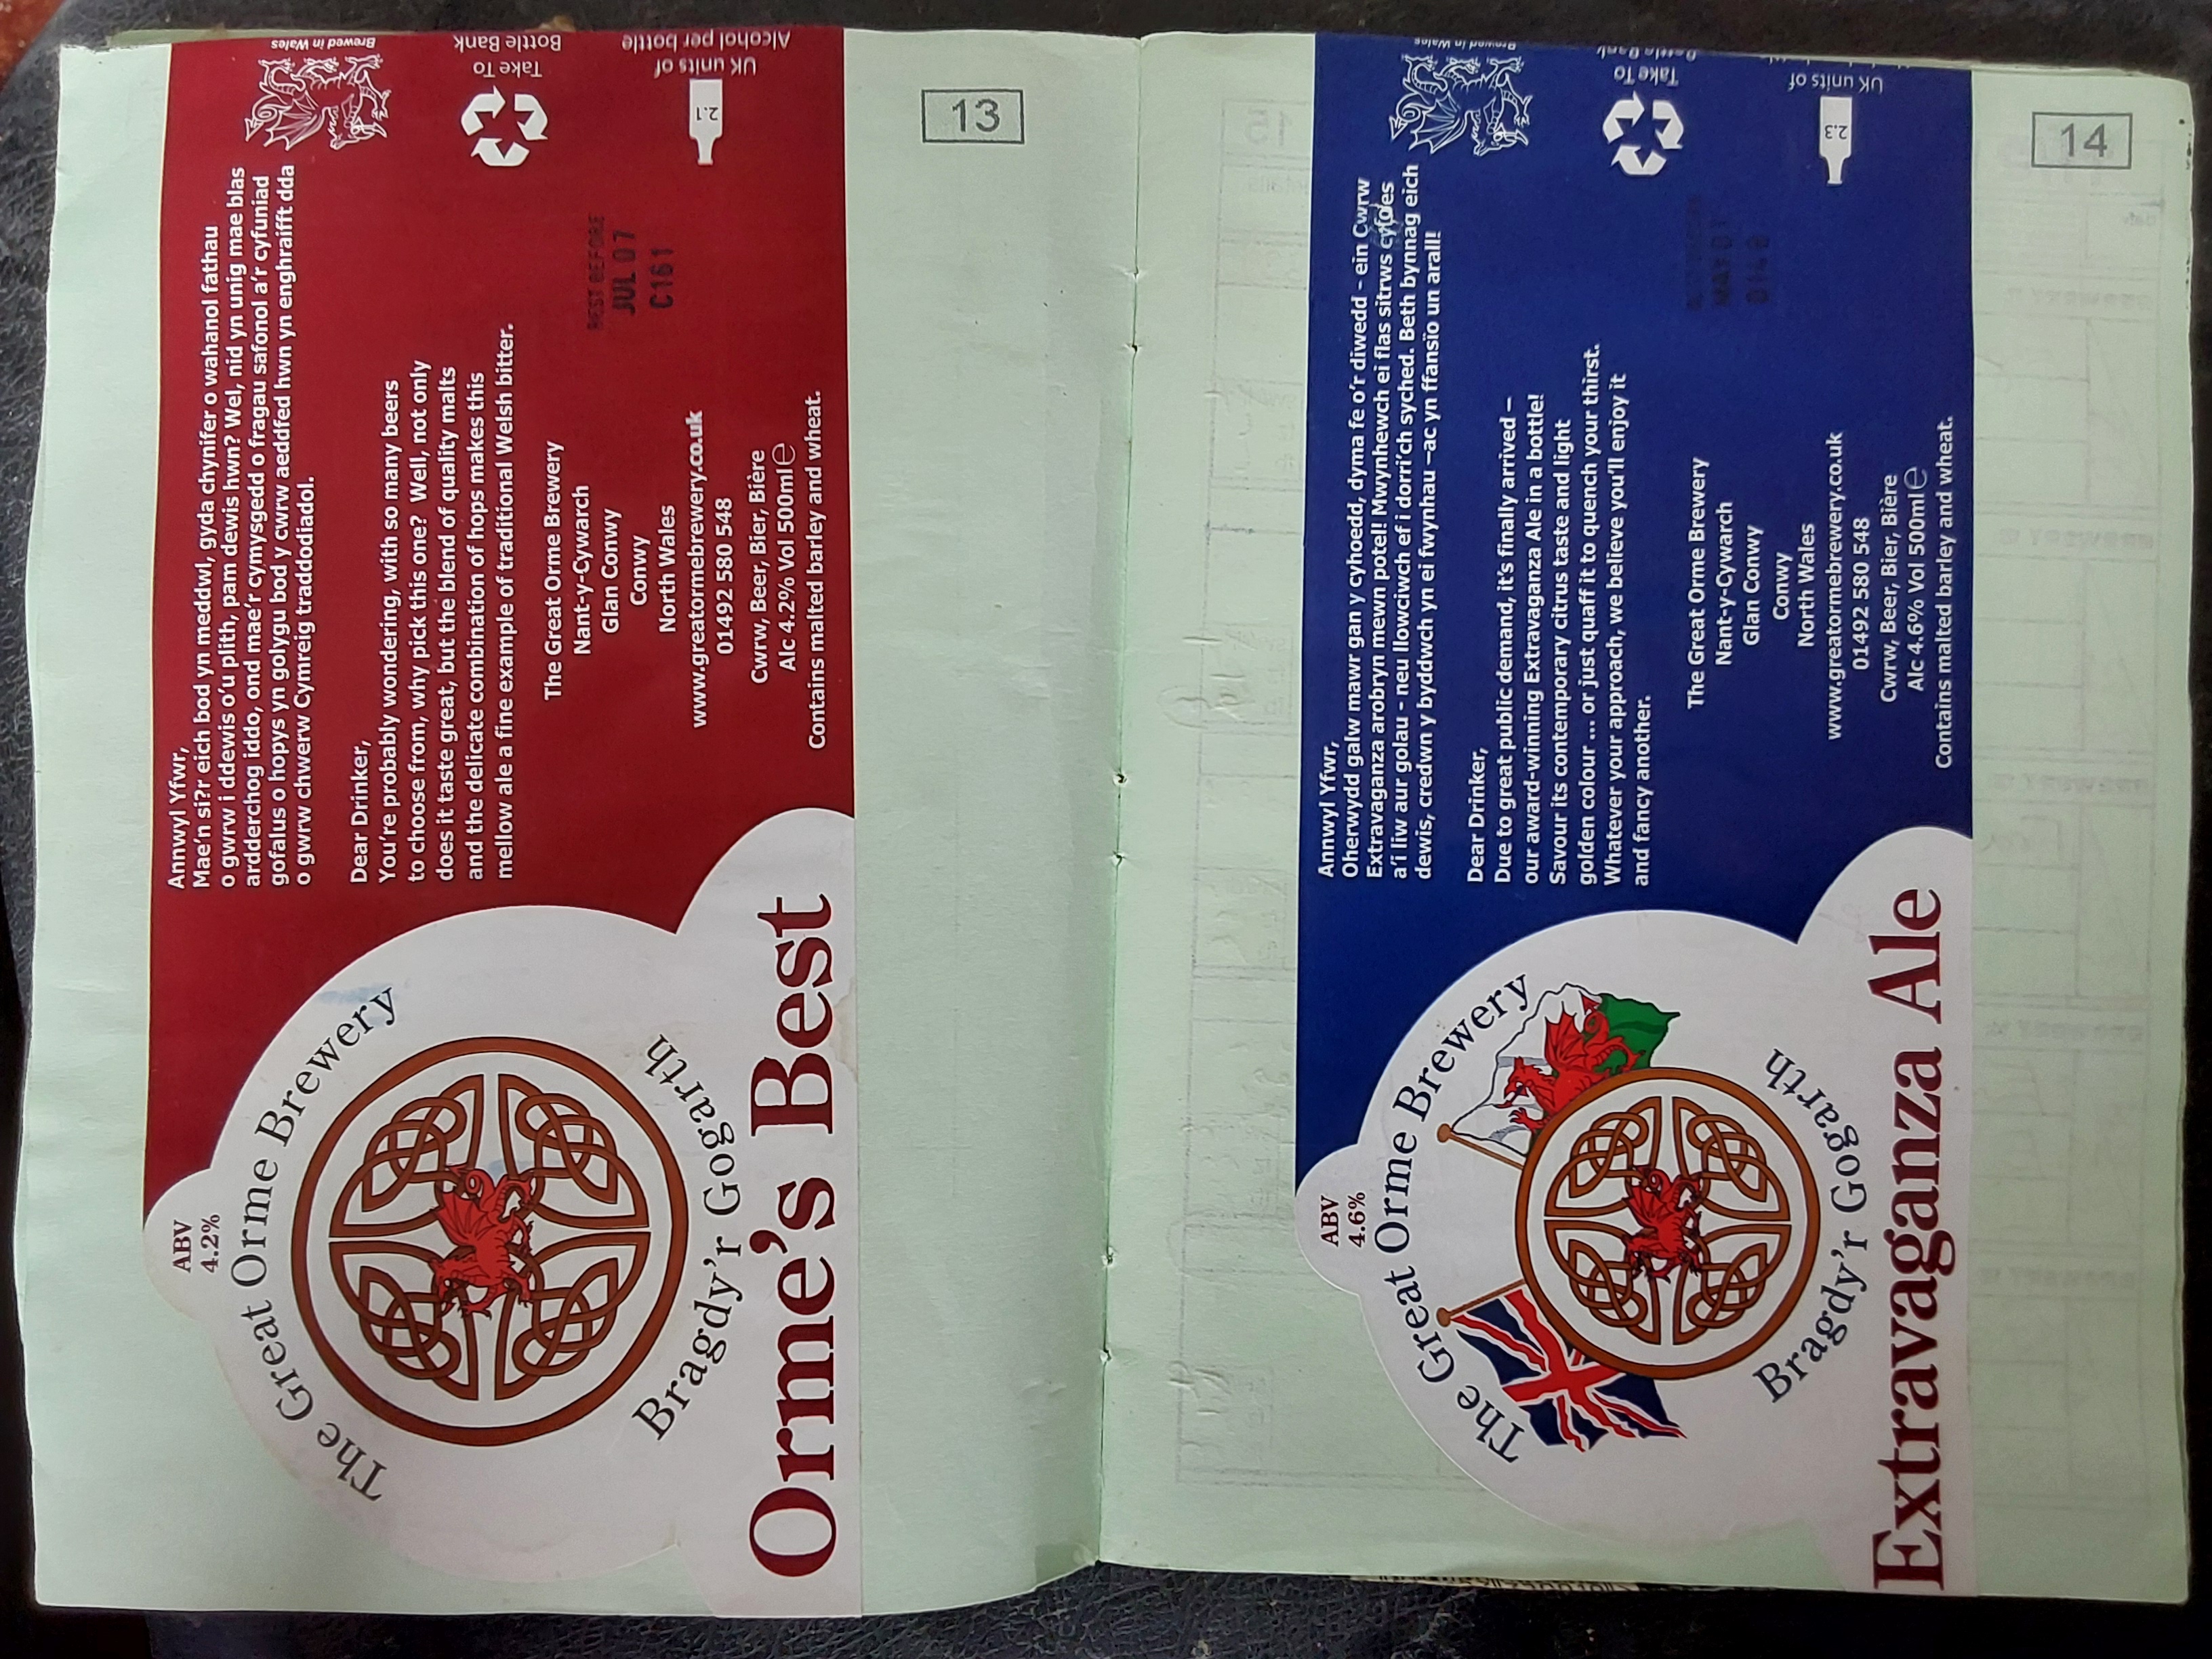 13
ABV
4.2%
The Great Orme Brewery
Bragdy'r Gogarth
Orme's Best
Annwyl Yfwr,
Mae'n si?r eich bod yn meddwl, gyda chynifer o wahanol fathau
o gwrw i ddewis o'u plith, pam dewis hwn? Wel, nid yn unig mae blas
ardderchog iddo, ond mae'r cymysgedd o fragau safonol a'r cyfuniad
gofalus o hopys yn golygu bod y cwrw aeddfed hwn yn enghraifft dda
o gwrw chwerw Cymreig traddodiadol.
Dear Drinker,
You're probably wondering, with so many beers
to choose from, why pick this one? Well, not only
does it taste great, but the blend of quality malts
and the delicate combination of hops makes this
mellow ale a fine example of traditional Welsh bitter.
The Great Orme Brewery
Nant-y-Cywarch
Glan Conwy
Conwy
North Wales
www.greatormebrewery.co.uk
01492 580 548
Cwrw, Beer, Bier, Bière
Alc 4.2% Vol 500ml e
Contains malted barley and wheat.
BEST BEFORE
JUL 07
C161
Brewed in Wales
Take To
Bottle Bank
2.1
UK units of
Alcohol per bottle
14
ABV
4.6%
The Great Orme Brewery
Bragdy'r Gogarth
Extravaganza Ale
Annwyl Yfwr,
Oherwydd galw mawr gan y cyhoedd, dyma fe o'r diwedd - ein Cwrw
Extravaganza arobryn mewn potel! Mwynhewch ei flas sitrws cyfoes
a'i liw aur golau - neu llowciwch ef i dorri'ch syched. Beth bynnag eich
dewis, credwn y byddwch yn ei fwynhau –ac yn ffansïo un arall!
Dear Drinker,
Due to great public demand, it's finally arrived –
our award-winning Extravaganza Ale in a bottle!
Savour its contemporary citrus taste and light
golden colour ... or just quaff it to quench your thirst.
Whatever your approach, we believe you'll enjoy it
and fancy another.
The Great Orme Brewery
Nant-y-Cywarch
Glan Conwy
Conwy
North Wales
www.greatormebrewery.co.uk
01492 580 548
Cwrw, Beer, Bier, Bière
Alc 4.6% Vol 500ml e
Contains malted barley and wheat.
Brewed in Wales
Take To
Bottle Bank
2.3
UK units of